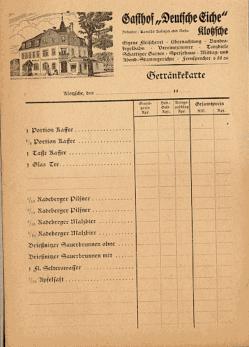 Gasthof „Deutsche Eiche“
Klotzsche
Eigene Fleischerei - Übernachtung - Bundes-
kegelbahn - Vereinszimmer - Tanzdiele
Schattiger Garten - Speisehaus - Mittag- und
Abend-Stammgerichte - Fernsprecher
Getränkekarte
Klotzsche, den 19
Gesamtpreis
1 Portion Kaffee
1/2 Portion Kaffee
1 Tasse Kaffee
1 Glas Tee
Radeberger Pilsner
Radeberger Pilsner
Radeberger Malzbier
Radeberger Malzbier
Brießnitzer Sauerbrunnen ohne
Brießnitzer Sauerbrunnen mit
1 Fl. Selterswasser
Apfelsaft